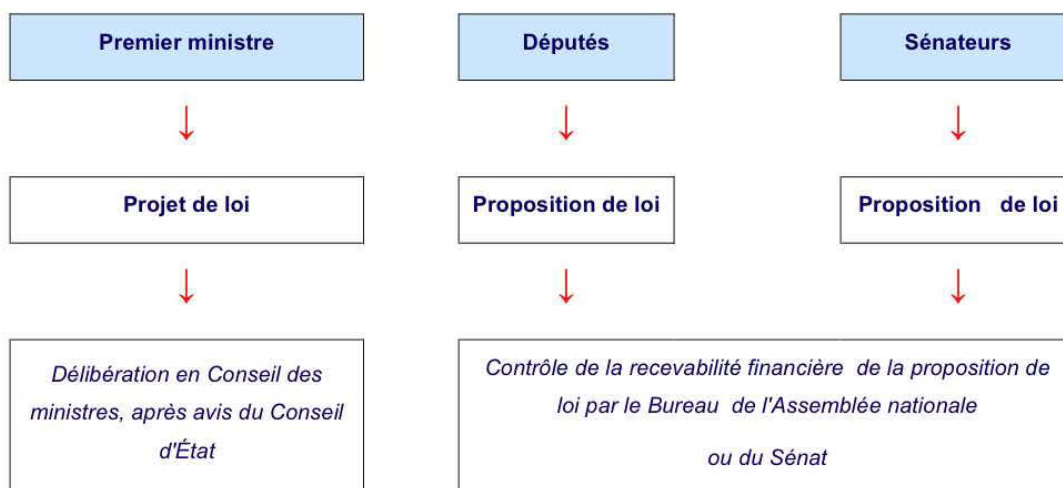 Premier ministre
Députés
Sénateurs
Projet de loi
Proposition de loi
Proposition de loi
Délibération en Conseil des
ministres, après avis du Conseil
d'État
Contrôle de la recevabilité financière de la proposition de
loi par le Bureau de l'Assemblée nationale
ou du Sénat